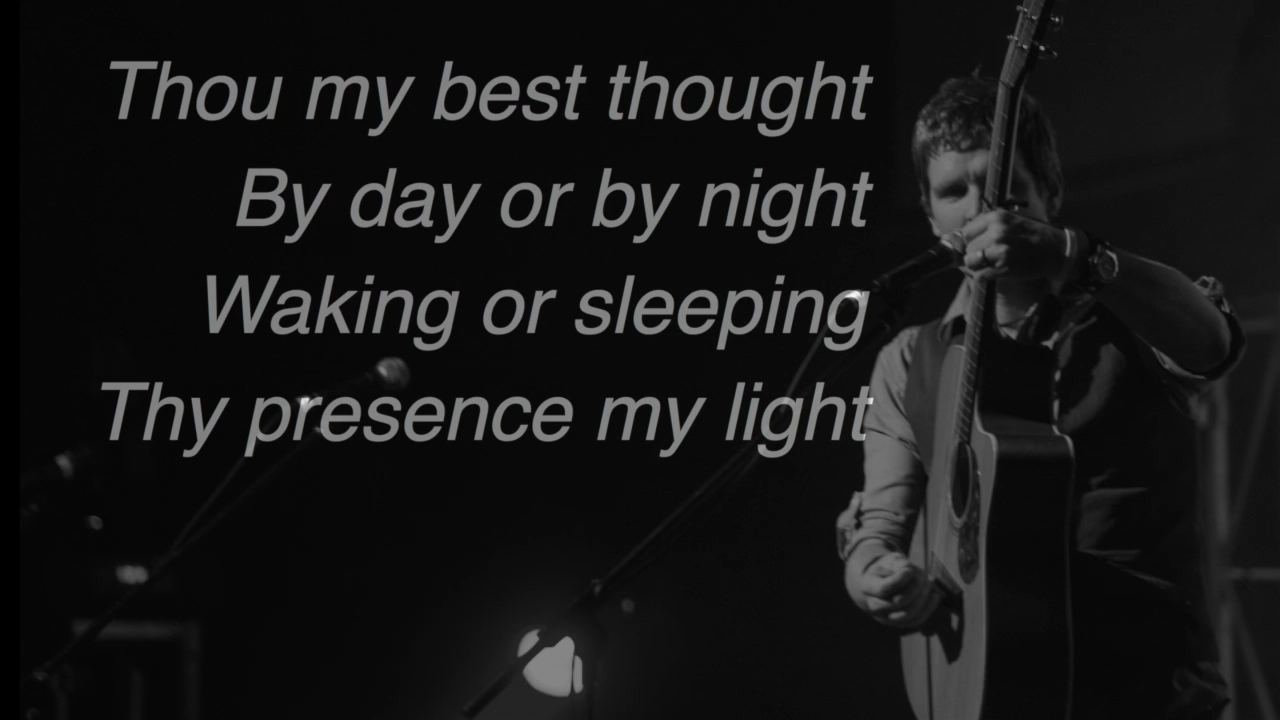 Thou my best thought
By day or by night
Waking or sleeping
Thy presence my light